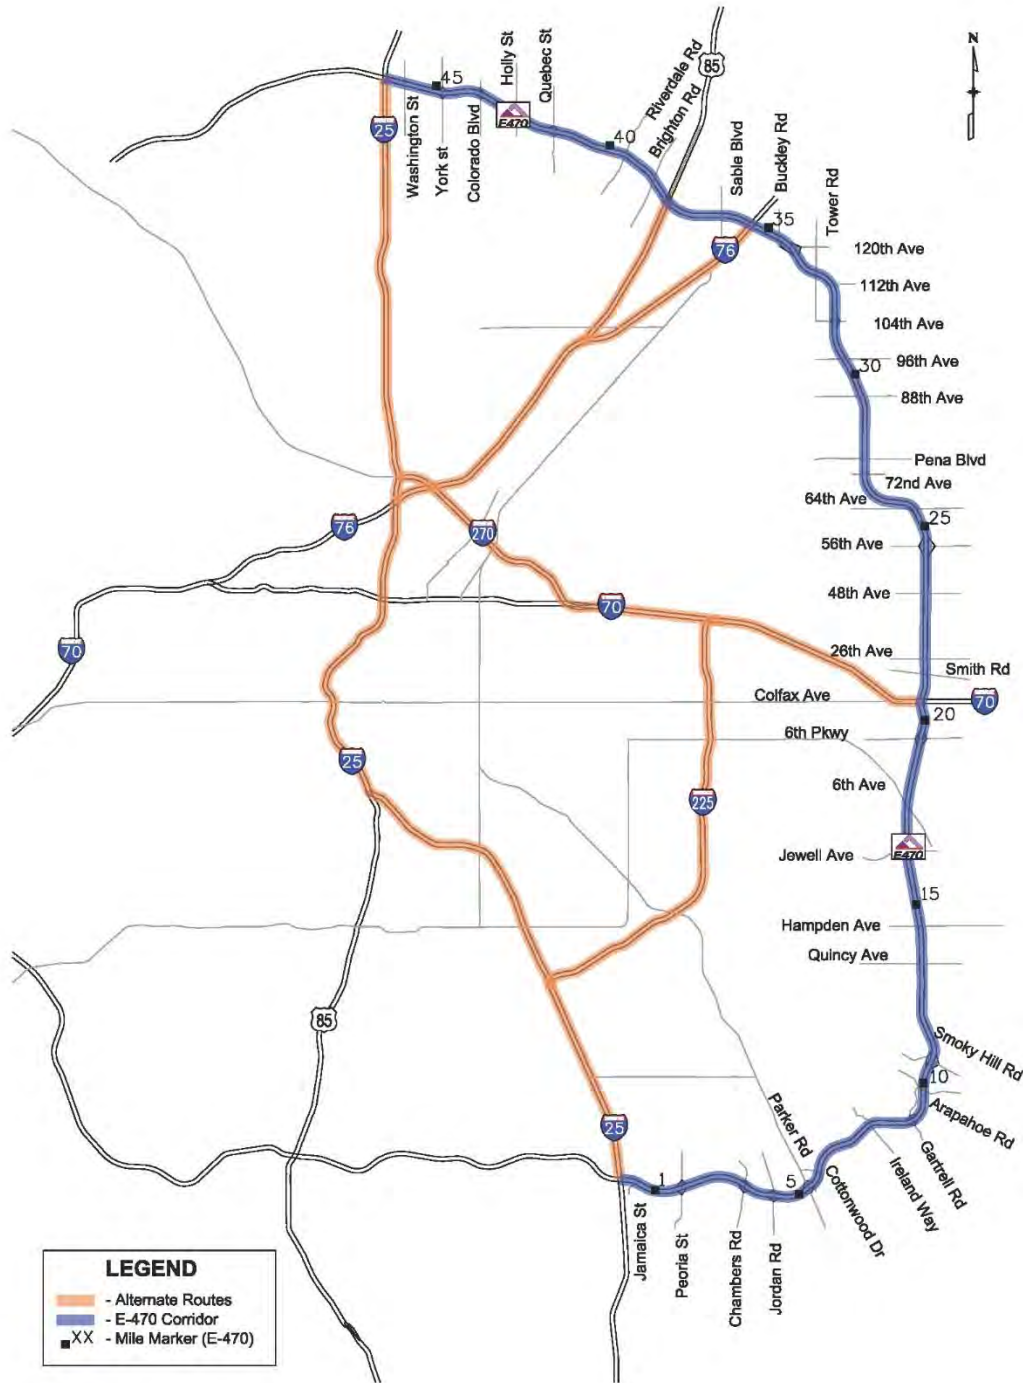 N
85
Holly St
Quebec St
Riverdale Rd
Brighton Rd
45
E470
40
25
Washington St
York st
Colorado Blvd
Sable Blvd
Buckley Rd
Tower Rd
35
76
120th Ave
112th Ave
104th Ave
96th Ave
30
88th Ave
Pena Blvd
72nd Ave
64th Ave
25
76
270
56th Ave
48th Ave
70
70
26th Ave
Smith Rd
Colfax Ave
70
20
6th Pkwy
25
6th Ave
225
Jewell Ave
E470
15
Hampden Ave
Quincy Ave
85
Smoky Hill Rd
10
Arapahoe Rd
25
Parker Rd
Gartrell Rd
Ireland Way
Cottonwood Dr
1
5
Jamaica St
Peoria St
Chambers Rd
Jordan Rd
LEGEND
- Alternate Routes
- E-470 Corridor
XX - Mile Marker (E-470)